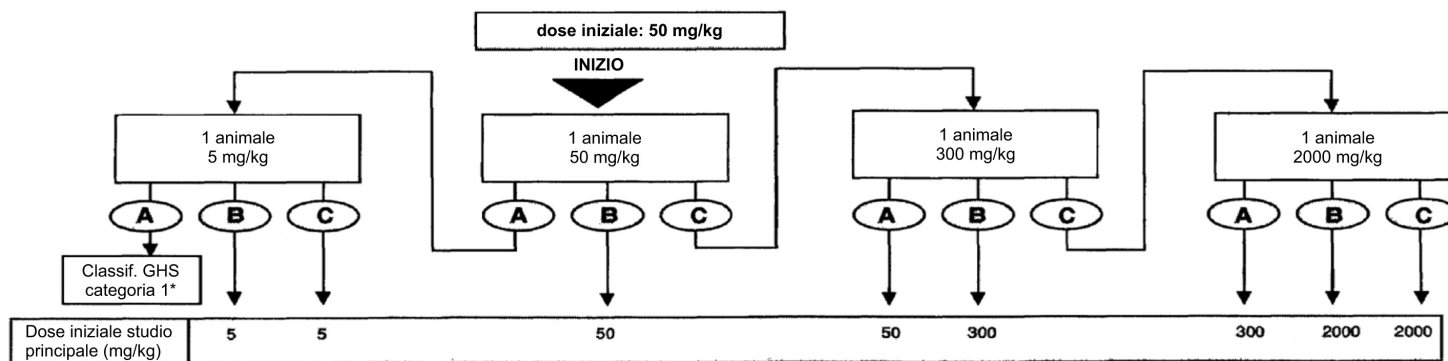 dose iniziale: 50 mg/kg
INIZIO
1 animale
5 mg/kg
1 animale
50 mg/kg
1 animale
300 mg/kg
1 animale
2000 mg/kg
A B C A B C A B C A B C
Classif. GHS
categoria 1*
Dose iniziale studio
principale (mg/kg)
5 5 50 50 300 300 2000 2000